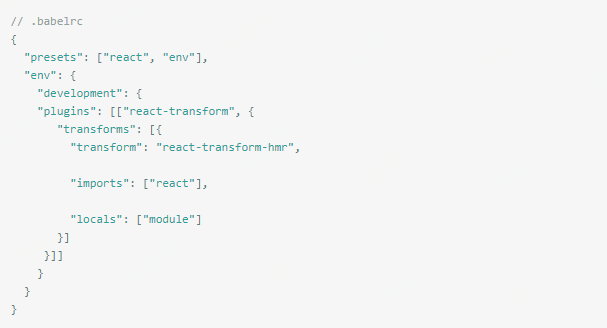 // .babelrc
{
  "presets": ["react", "env"],
  "env": {
    "development": {
    "plugins": [["react-transform", {
       "transforms": [{
         "transform": "react-transform-hmr",
         "imports": ["react"],
         "locals": ["module"]
       }]
     }]]
    }
  }
}